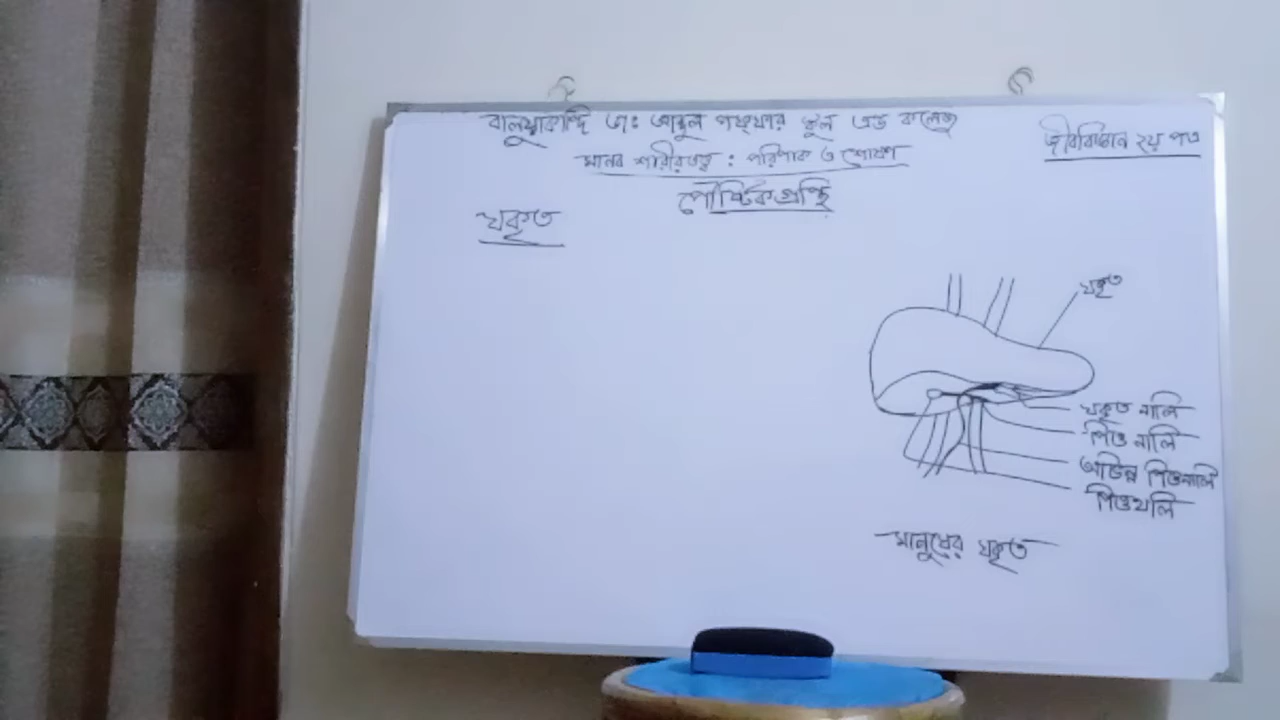 বালুয়াকান্দি ডাঃ আব্দুল গফ্ফার স্কুল এন্ড কলেজ
জীববিজ্ঞান ২য় পত্র
মানব শারীরতত্ত্ব : পরিপাক ও শোষণ
পৌষ্টিকগ্রন্থি
যকৃত
যকৃত
যকৃত নালি
পিত্ত নালি
অভিন্ন পিত্তনালি
পিত্তথলি
মানুষের যকৃত